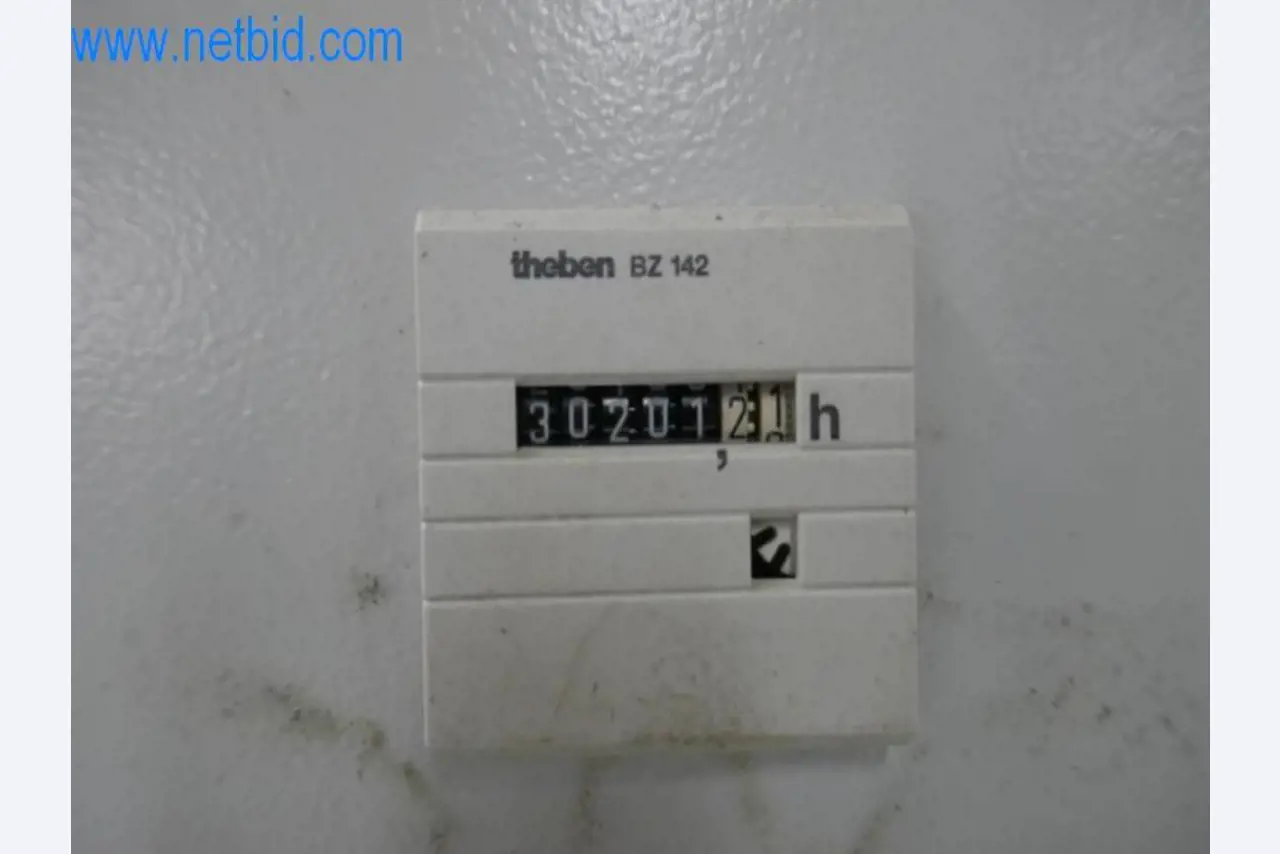 www.netbid.com
theben BZ 142
30201,21 h